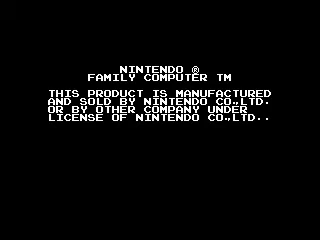 NINTENDO ®
FAMILY COMPUTER TM
THIS PRODUCT IS MANUFACTURED
AND SOLD BY NINTENDO CO.,LTD.
OR BY OTHER COMPANY UNDER
LICENSE OF NINTENDO CO.,LTD..